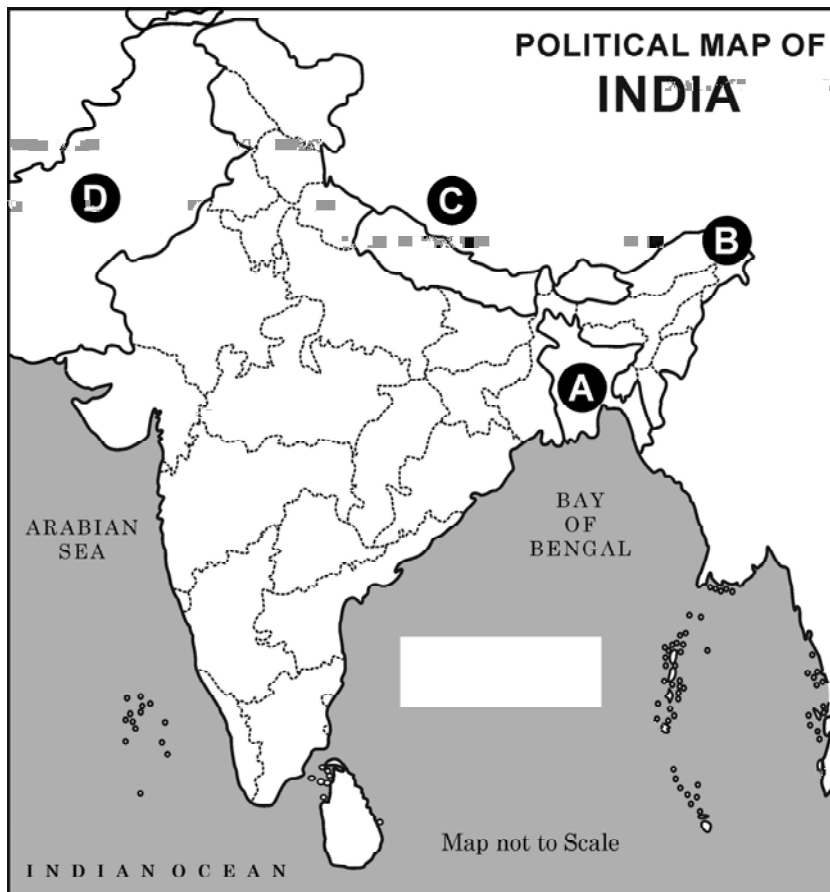 POLITICAL MAP OF
INDIA
D
C
B
A
ARABIAN
SEA
BAY
OF
BENGAL
Map not to Scale
INDIAN OCEAN